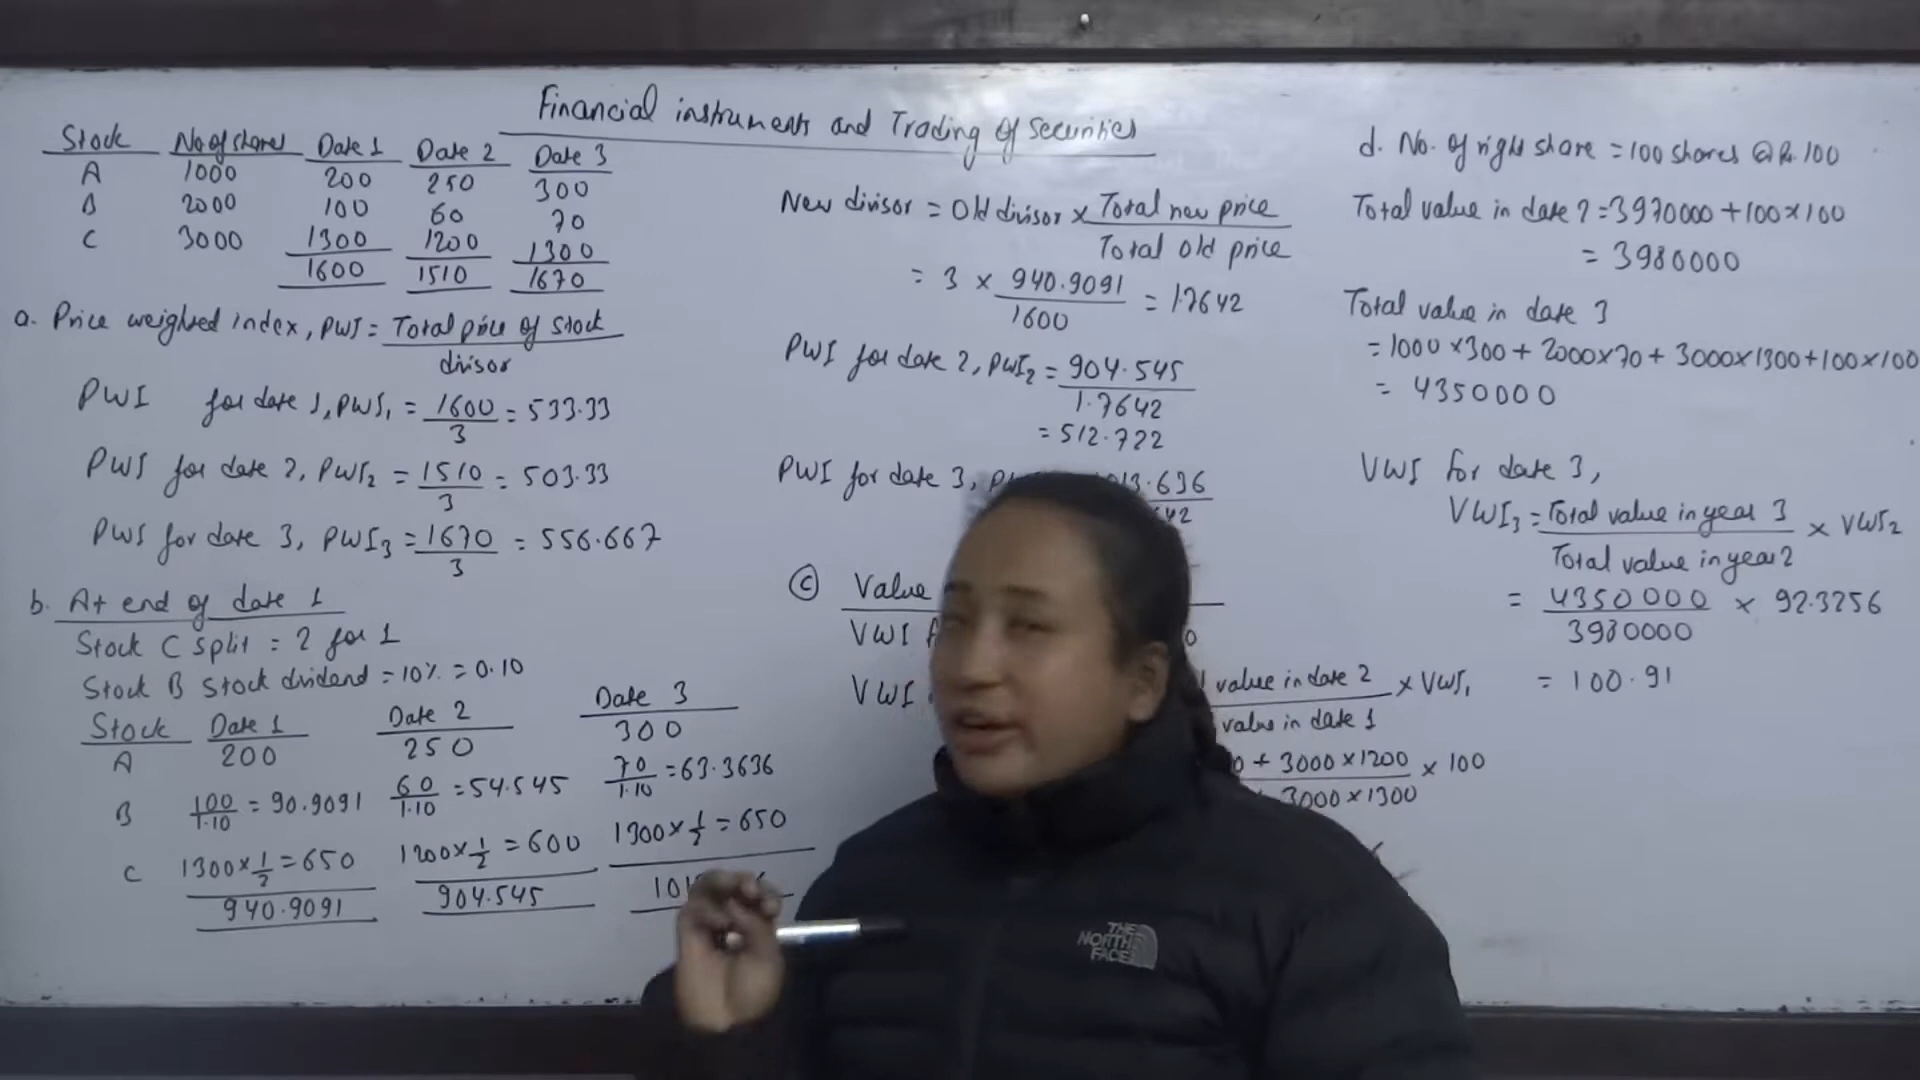 Financial instruments and Trading of Securities
Stock No of shares Date 1 Date 2 Date 3
A 1000 200 250 300
B 2000 100 60 70
C 3000 1300 1200 1300
1600 1510 1670
a. Price weighted index, PWI = Total price of stock
divisor
PWI for date 1, PWI₁ = 1600 = 533.33
3
PWI for date 2, PWI₂ = 1510 = 503.33
3
PWI for date 3, PWI₃ = 1670 = 556.667
3
b. At end of date 1
Stock C split = 2 for 1
Stock B stock dividend = 10% = 0.10
Stock Date 1 Date 2 Date 3
A 200 250 300
B 100/1.10 = 90.9091 60/1.10 = 54.545 70/1.10 = 63.3636
C 1300 × 1/2 = 650 1200 × 1/2 = 600 1300 × 1/2 = 650
940.9091 904.545
New divisor = Old divisor × Total new price
Total old price
= 3 × 940.9091 = 1.7642
1600
PWI for date 2, PWI₂ = 904.545
1.7642
= 512.722
PWI for date 3, 13.636
42
© Value
VWI
VWI
value in date 2 × VWI₁
value in date 1
+ 3000 × 1200 × 100
3000 × 1300
d. No. of right share = 100 shares @ Rs. 100
Total value in date 2 = 3970000 + 100 × 100
= 3980000
Total value in date 3
= 1000 × 300 + 2000 × 70 + 3000 × 1300 + 100 × 100
= 4350000
VWI for date 3,
VWI₃ = Total value in year 3 × VWI₂
Total value in year 2
= 4350000 × 92.3256
3980000
= 100.91
THE
NORTH
FACE